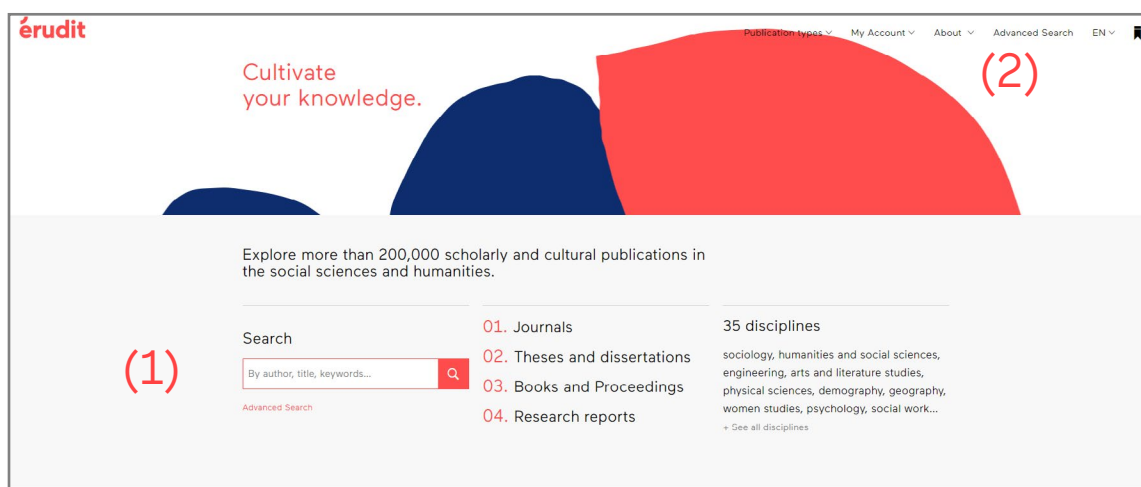 érudit
Publication types
My Account
About
Advanced Search
EN
(2)
Cultivate
your knowledge.
Explore more than 200,000 scholarly and cultural publications in
the social sciences and humanities.
(1)
Search
By author, title, keywords...
Advanced Search
01. Journals
02. Theses and dissertations
03. Books and Proceedings
04. Research reports
35 disciplines
sociology, humanities and social sciences,
engineering, arts and literature studies,
physical sciences, demography, geography,
women studies, psychology, social work...
+ See all disciplines